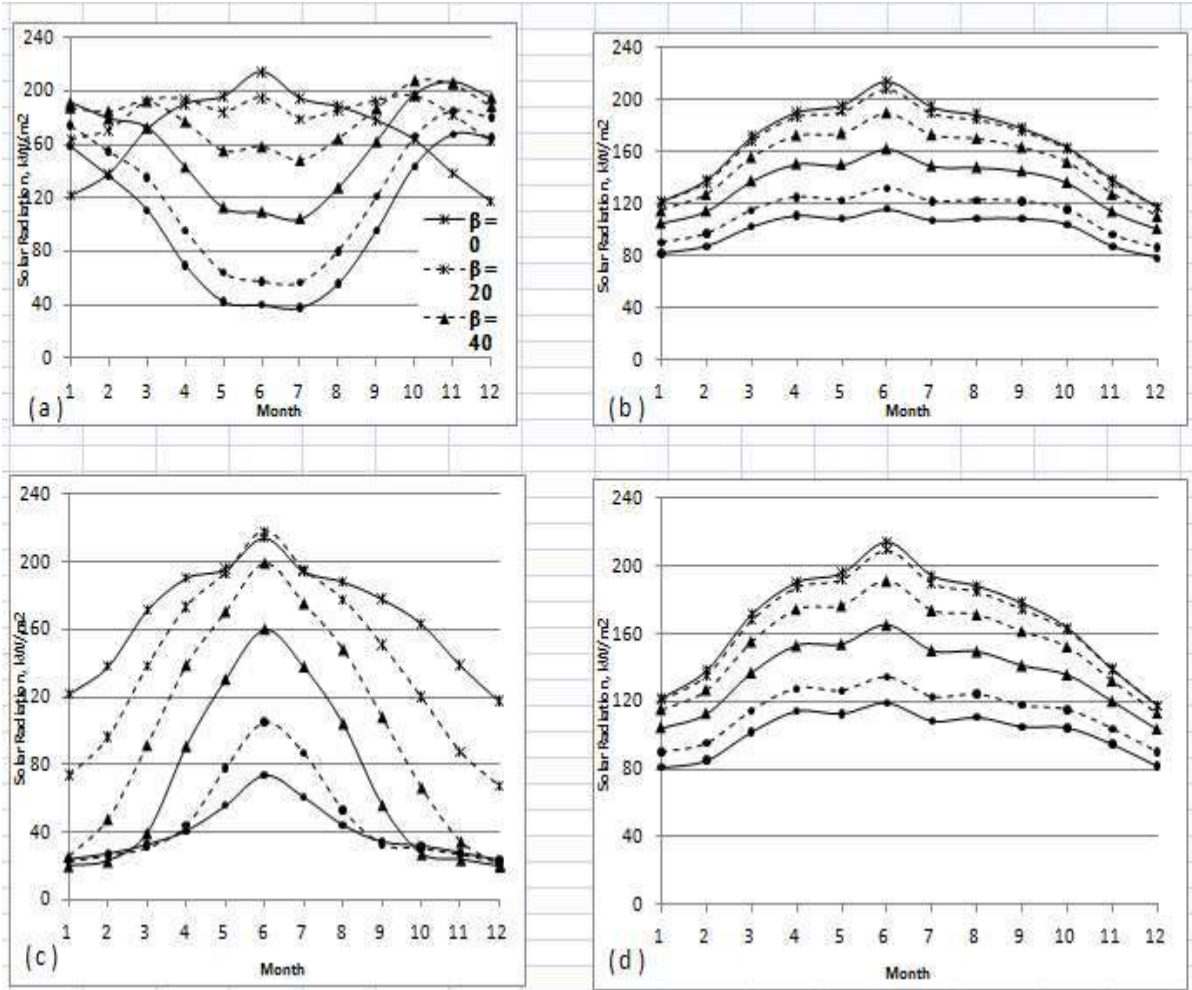 240
200
160
120
80
40
0
Solar Radiation, kW/m2
β = 0
β = 20
β = 40
1 2 3 4 5 6 7 8 9 10 11 12
Month
(a)
240
200
160
120
80
40
0
Solar Radiation, kW/m2
1 2 3 4 5 6 7 8 9 10 11 12
Month
(b)
240
200
160
120
80
40
0
Solar Radiation, kW/m2
1 2 3 4 5 6 7 8 9 10 11 12
Month
(c)
240
200
160
120
80
40
0
Solar Radiation, kW/m2
1 2 3 4 5 6 7 8 9 10 11 12
Month
(d)